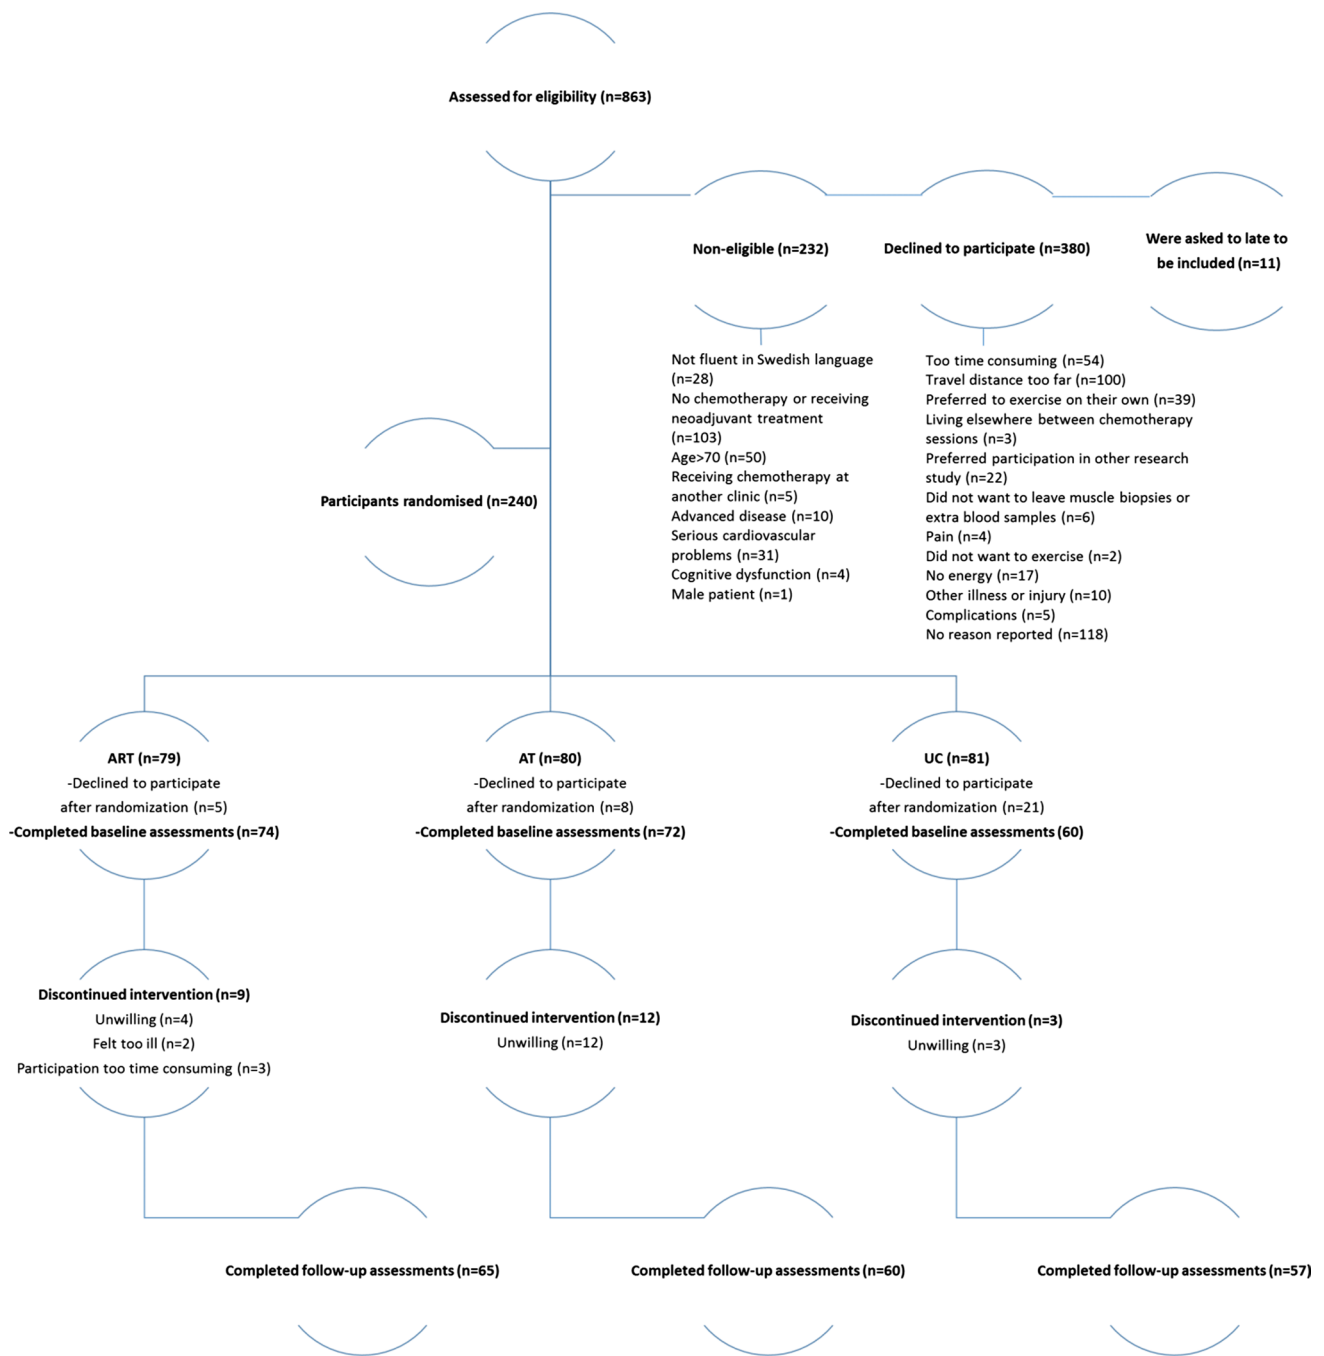 Assessed for eligibility (n=863)
Non-eligible (n=232)
Declined to participate (n=380)
Were asked to late to
be included (n=11)
Not fluent in Swedish language
(n=28)
No chemotherapy or receiving
neoadjuvant treatment
(n=103)
Age>70 (n=50)
Receiving chemotherapy at
another clinic (n=5)
Advanced disease (n=10)
Serious cardiovascular
problems (n=31)
Cognitive dysfunction (n=4)
Male patient (n=1)
Too time consuming (n=54)
Travel distance too far (n=100)
Preferred to exercise on their own (n=39)
Living elsewhere between chemotherapy
sessions (n=3)
Preferred participation in other research
study (n=22)
Did not want to leave muscle biopsies or
extra blood samples (n=6)
Pain (n=4)
Did not want to exercise (n=2)
No energy (n=17)
Other illness or injury (n=10)
Complications (n=5)
No reason reported (n=118)
Participants randomised (n=240)
ART (n=79)
-Declined to participate
after randomization (n=5)
-Completed baseline assessments (n=74)
AT (n=80)
-Declined to participate
after randomization (n=8)
-Completed baseline assessments (n=72)
UC (n=81)
-Declined to participate
after randomization (n=21)
-Completed baseline assessments (60)
Discontinued intervention (n=9)
Unwilling (n=4)
Felt too ill (n=2)
Participation too time consuming (n=3)
Discontinued intervention (n=12)
Unwilling (n=12)
Discontinued intervention (n=3)
Unwilling (n=3)
Completed follow-up assessments (n=65)
Completed follow-up assessments (n=60)
Completed follow-up assessments (n=57)